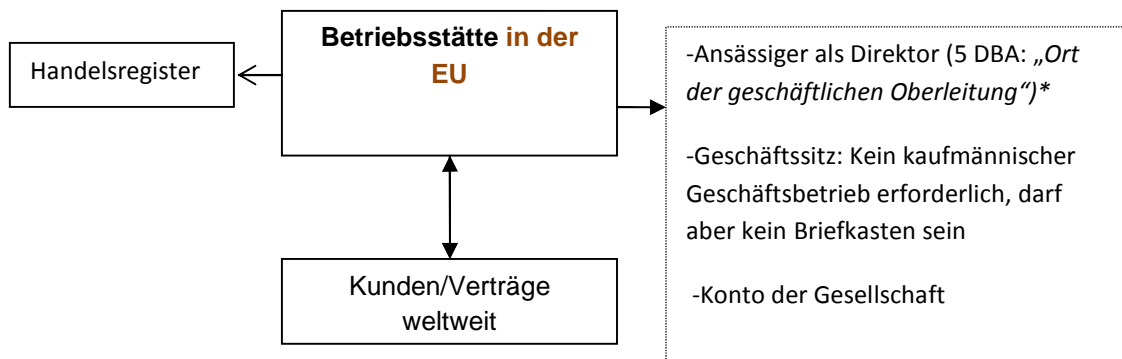 Handelsregister
Betriebsstätte in der
EU
-Ansässiger als Direktor (5 DBA: „Ort
der geschäftlichen Oberleitung“)*
-Geschäftssitz: Kein kaufmännischer
Geschäftsbetrieb erforderlich, darf
aber kein Briefkasten sein
-Konto der Gesellschaft
Kunden/Verträge
weltweit